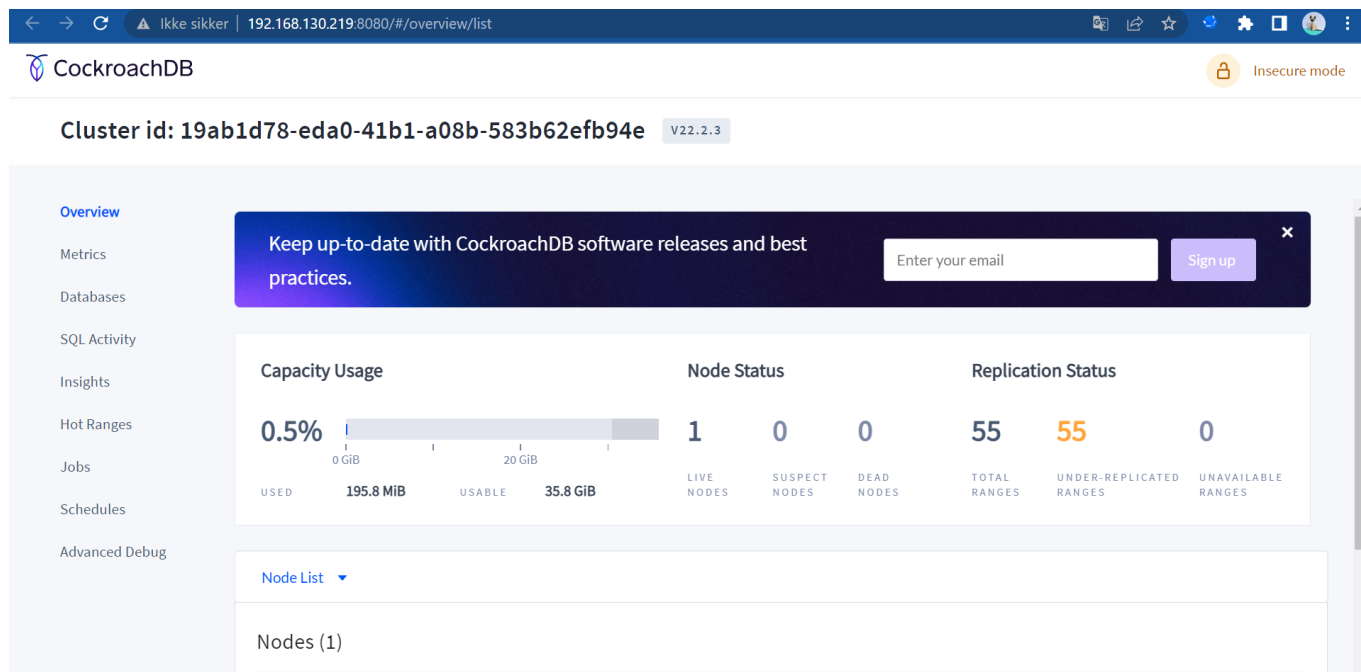 Ikke sikker | 192.168.130.219:8080/#/overview/list
CockroachDB
Insecure mode
Cluster id: 19ab1d78-eda0-41b1-a08b-583b62efb94e V22.2.3
Overview
Metrics
Databases
SQL Activity
Insights
Hot Ranges
Jobs
Schedules
Advanced Debug
Keep up-to-date with CockroachDB software releases and best
practices.
Enter your email
Sign up
Capacity Usage
0.5%
0 GiB
20 GiB
USED 195.8 MiB USABLE 35.8 GiB
Node Status
1 0 0
LIVE NODES
SUSPECT NODES
DEAD NODES
Replication Status
55 55 0
TOTAL RANGES
UNDER-REPLICATED RANGES
UNAVAILABLE RANGES
Node List
Nodes (1)